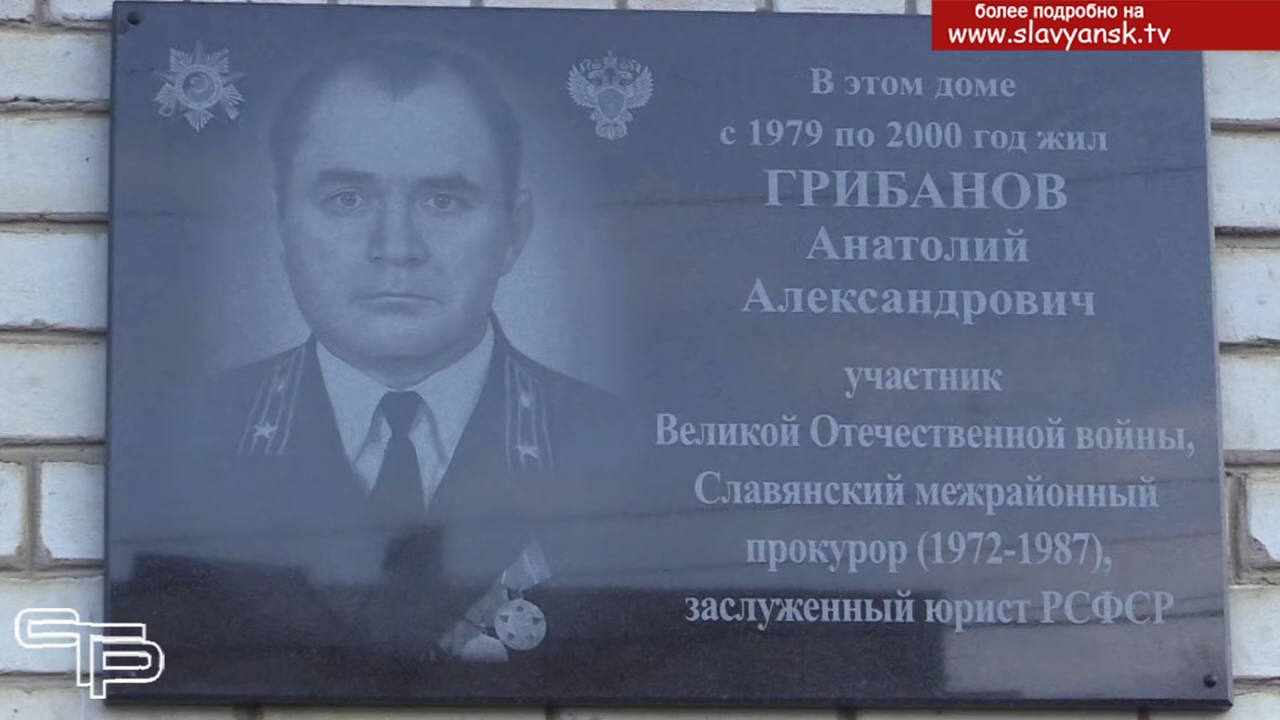 более подробно на
www.slavyansk.tv
В этом доме
с 1979 по 2000 год жил
ГРИБАНОВ
Анатолий
Александрович
участник
Великой Отечественной войны,
Славянский межрайонный
прокурор (1972-1987),
заслуженный юрист РСФСР
СТР